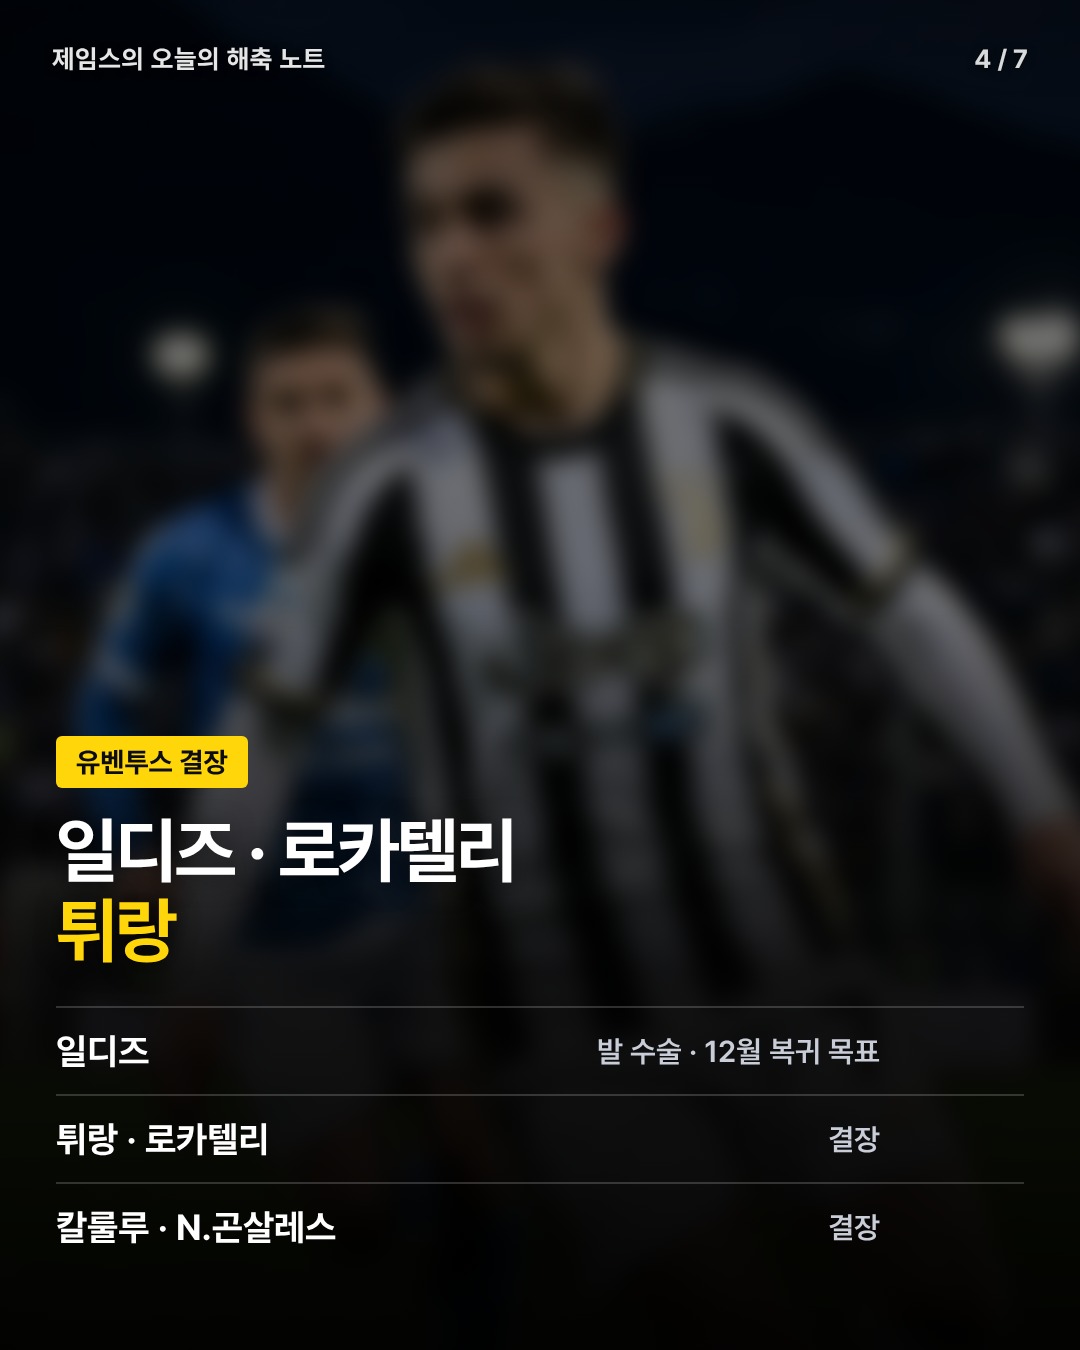 제임스의 오늘의 해축 노트
4 / 7
유벤투스 결장
일디즈 · 로카텔리
튀랑
일디즈
발 수술 · 12월 복귀 목표
튀랑 · 로카텔리
결장
칼룰루 · N.곤살레스
결장